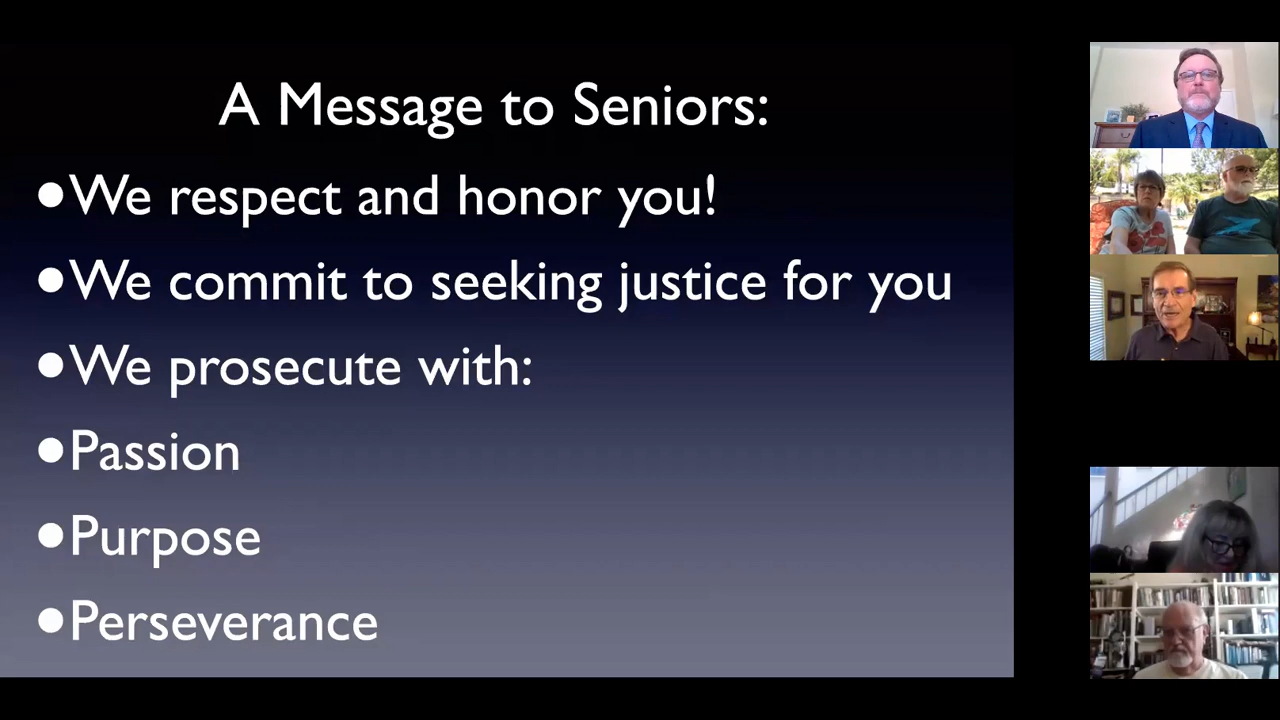 A Message to Seniors:
•We respect and honor you!
•We commit to seeking justice for you
•We prosecute with:
•Passion
•Purpose
•Perseverance